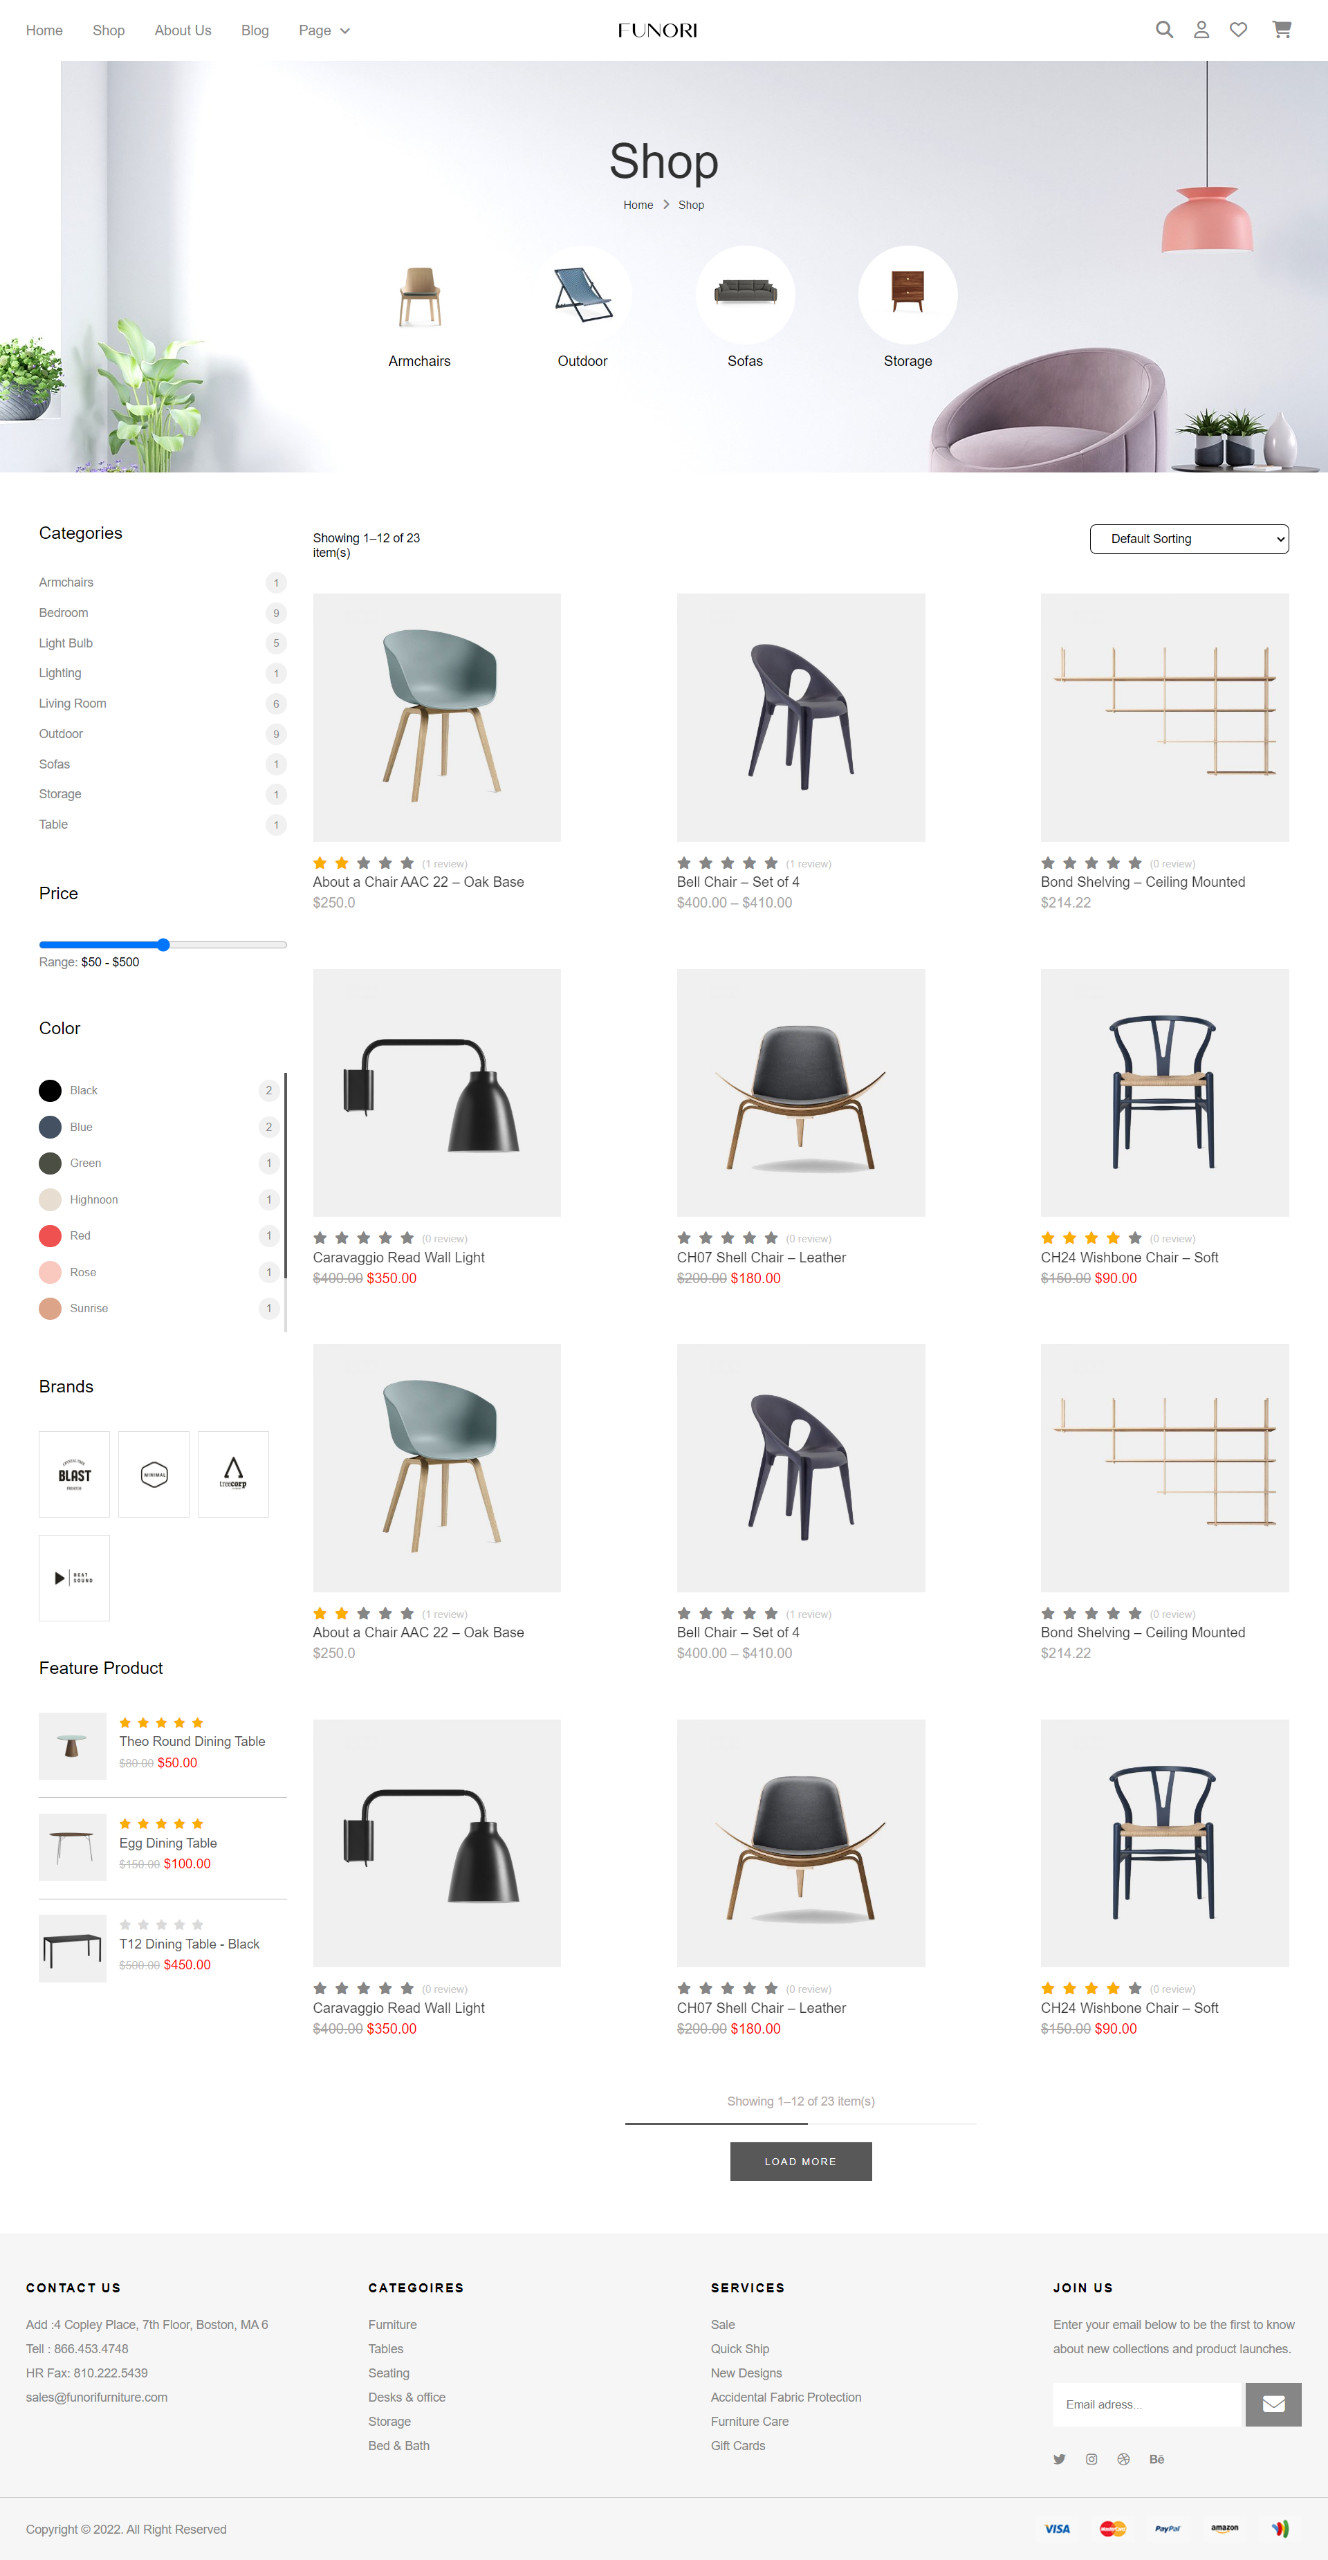 Home
Shop
About Us
Blog
Page
FUNORI
Shop
Home
Shop
Armchairs
Outdoor
Sofas
Storage
Categories
Armchairs 1
Bedroom 9
Light Bulb 5
Lighting 1
Living Room 6
Outdoor 9
Sofas 1
Storage 1
Table 1
Price
Range: $50 - $500
Color
Black 2
Blue 2
Green 1
Highnoon 1
Red 1
Rose 1
Sunrise 1
Brands
BLAST
MINIMAL
treecorp
BEAT
SOUND
Feature Product
Theo Round Dining Table
$80.00 $50.00
Egg Dining Table
$150.00 $100.00
T12 Dining Table - Black
$500.00 $450.00
Showing 1–12 of 23
item(s)
Default Sorting
(1 review)
About a Chair AAC 22 – Oak Base
$250.0
(1 review)
Bell Chair – Set of 4
$400.00 – $410.00
(0 review)
Bond Shelving – Ceiling Mounted
$214.22
(0 review)
Caravaggio Read Wall Light
$400.00 $350.00
(0 review)
CH07 Shell Chair – Leather
$200.00 $180.00
(0 review)
CH24 Wishbone Chair – Soft
$150.00 $90.00
(1 review)
About a Chair AAC 22 – Oak Base
$250.0
(1 review)
Bell Chair – Set of 4
$400.00 – $410.00
(0 review)
Bond Shelving – Ceiling Mounted
$214.22
(0 review)
Caravaggio Read Wall Light
$400.00 $350.00
(0 review)
CH07 Shell Chair – Leather
$200.00 $180.00
(0 review)
CH24 Wishbone Chair – Soft
$150.00 $90.00
Showing 1–12 of 23 item(s)
LOAD MORE
CONTACT US
Add :4 Copley Place, 7th Floor, Boston, MA 6
Tell : 866.453.4748
HR Fax: 810.222.5439
sales@funorifurniture.com
CATEGOIRES
Furniture
Tables
Seating
Desks & office
Storage
Bed & Bath
SERVICES
Sale
Quick Ship
New Designs
Accidental Fabric Protection
Furniture Care
Gift Cards
JOIN US
Enter your email below to be the first to know
about new collections and product launches.
Email adress...
Bē
Copyright © 2022. All Right Reserved
VISA
MasterCard
PayPal
amazon